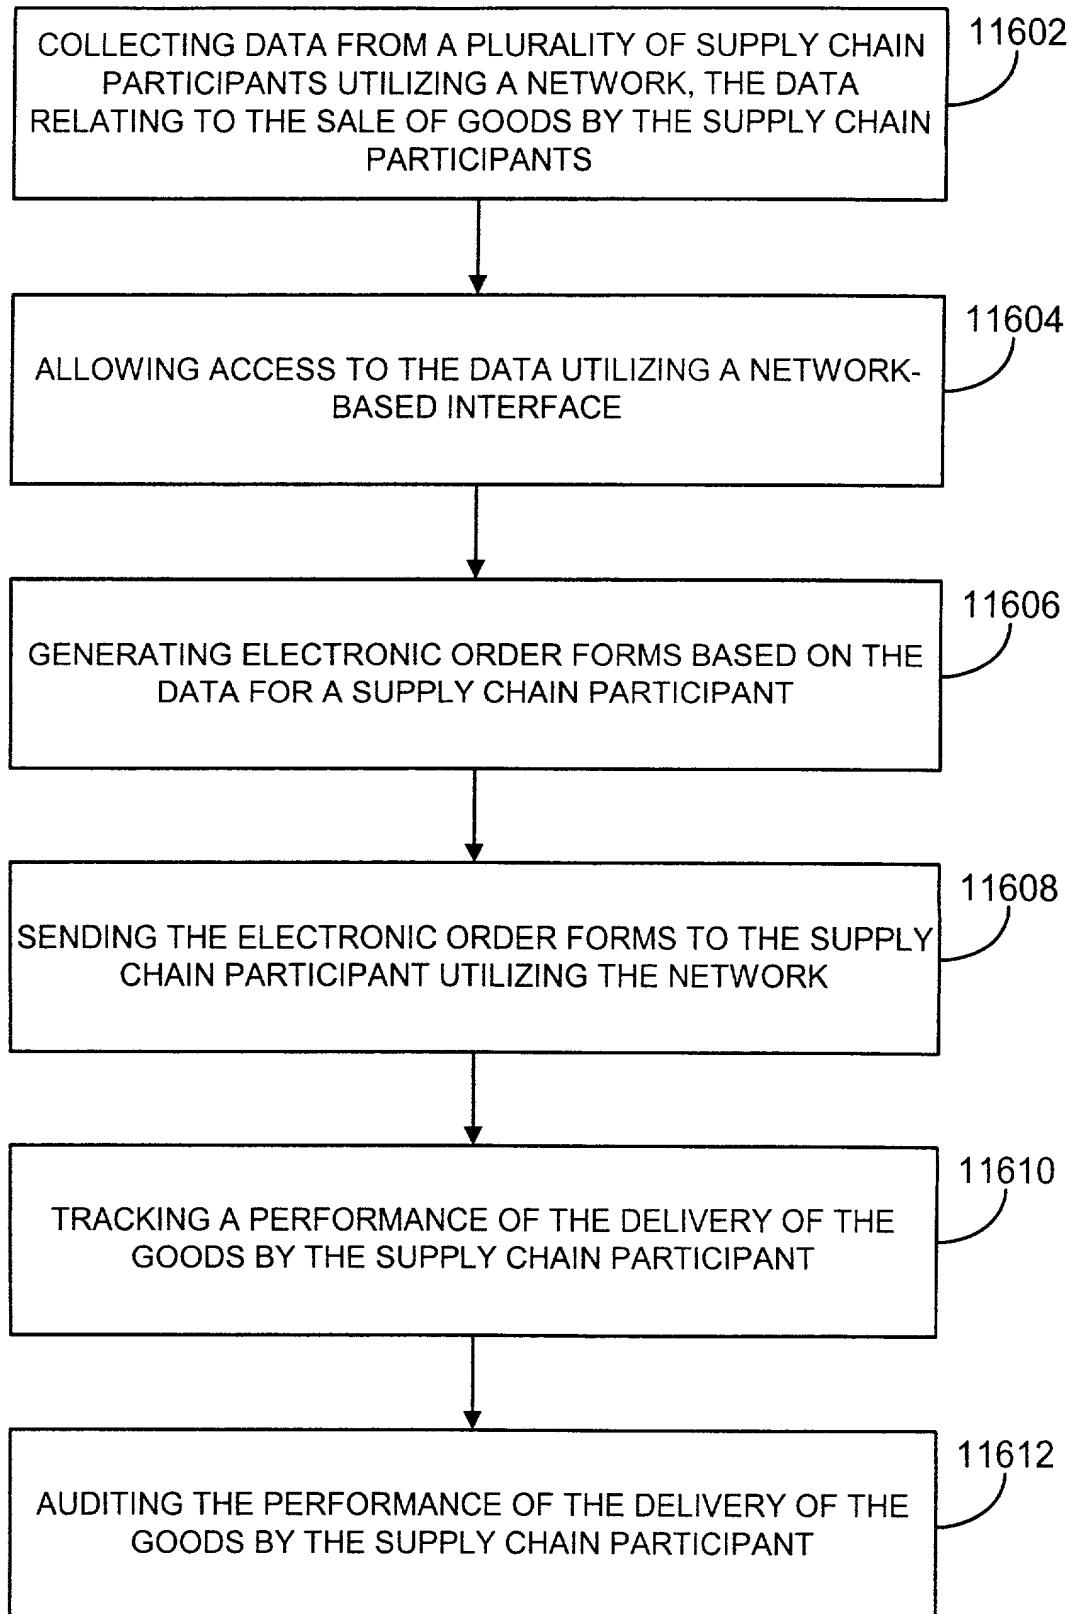 COLLECTING DATA FROM A PLURALITY OF SUPPLY CHAIN
PARTICIPANTS UTILIZING A NETWORK, THE DATA
RELATING TO THE SALE OF GOODS BY THE SUPPLY CHAIN
PARTICIPANTS
11602
ALLOWING ACCESS TO THE DATA UTILIZING A NETWORK-
BASED INTERFACE
11604
GENERATING ELECTRONIC ORDER FORMS BASED ON THE
DATA FOR A SUPPLY CHAIN PARTICIPANT
11606
SENDING THE ELECTRONIC ORDER FORMS TO THE SUPPLY
CHAIN PARTICIPANT UTILIZING THE NETWORK
11608
TRACKING A PERFORMANCE OF THE DELIVERY OF THE
GOODS BY THE SUPPLY CHAIN PARTICIPANT
11610
AUDITING THE PERFORMANCE OF THE DELIVERY OF THE
GOODS BY THE SUPPLY CHAIN PARTICIPANT
11612